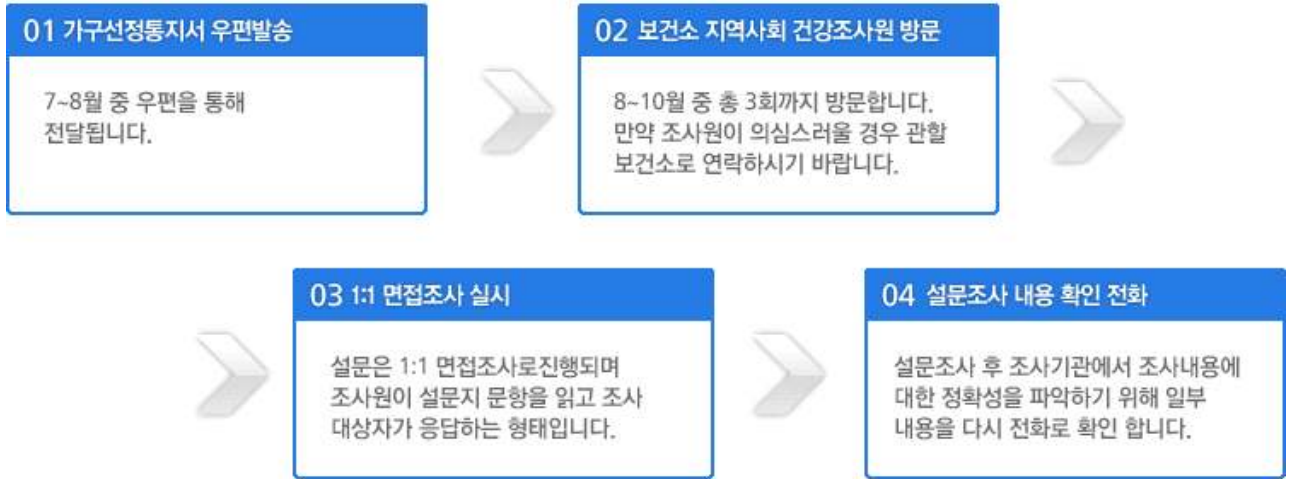 01 가구선정통지서 우편발송
7~8월 중 우편을 통해
전달됩니다.
02 보건소 지역사회 건강조사원 방문
8~10월 중 총 3회까지 방문합니다.
만약 조사원이 의심스러울 경우 관할
보건소로 연락하시기 바랍니다.
03 1:1 면접조사 실시
설문은 1:1 면접조사로진행되며
조사원이 설문지 문항을 읽고 조사
대상자가 응답하는 형태입니다.
04 설문조사 내용 확인 전화
설문조사 후 조사기관에서 조사내용에
대한 정확성을 파악하기 위해 일부
내용을 다시 전화로 확인 합니다.